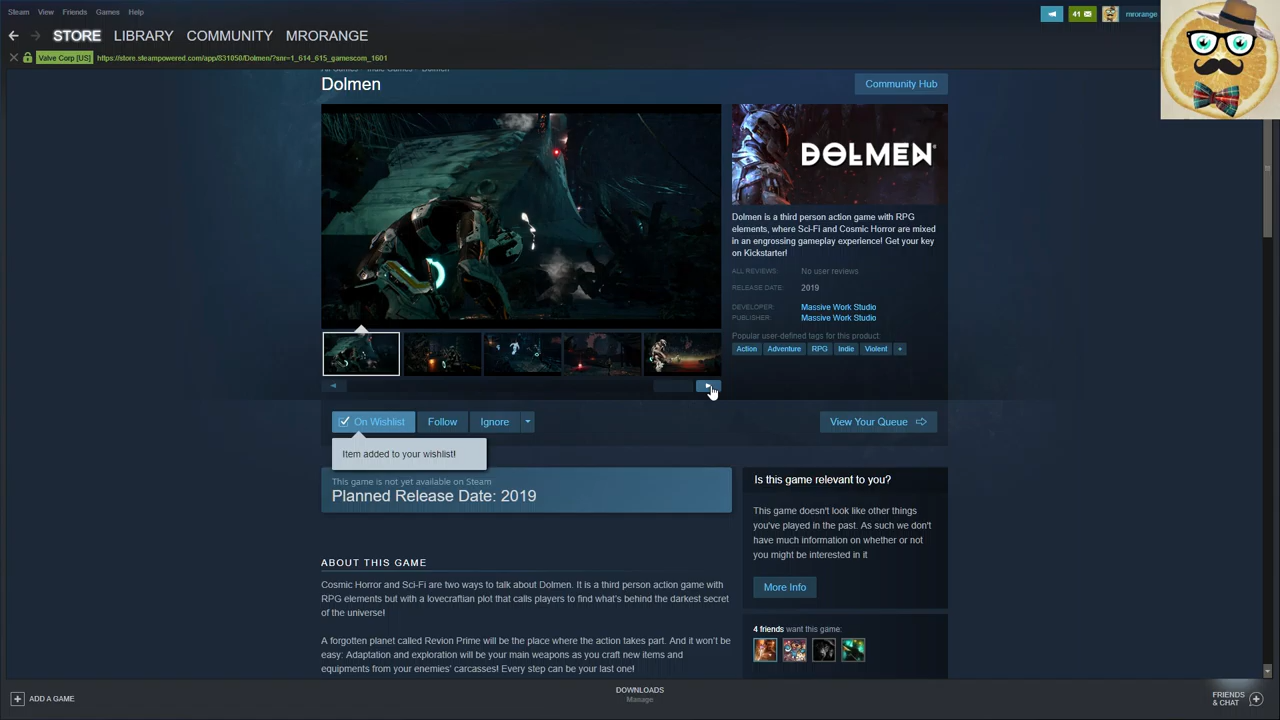 Steam View Friends Games Help
41 mrorange
STORE LIBRARY COMMUNITY MRORANGE
Valve Corp [US] https://store.steampowered.com/app/831050/Dolmen/?snr=1_614_615_gamescom_1601
Dolmen
Community Hub
DOLMEN
Dolmen is a third person action game with RPG
elements, where Sci-Fi and Cosmic Horror are mixed
in an engrossing gameplay experience! Get your key
on Kickstarter!
ALL REVIEWS: No user reviews
RELEASE DATE: 2019
DEVELOPER: Massive Work Studio
PUBLISHER: Massive Work Studio
Popular user-defined tags for this product:
Action Adventure RPG Indie Violent +
On Wishlist Follow Ignore
View Your Queue
Item added to your wishlist!
This game is not yet available on Steam
Planned Release Date: 2019
Is this game relevant to you?
This game doesn't look like other things
you've played in the past. As such we don't
have much information on whether or not
you might be interested in it
More Info
ABOUT THIS GAME
Cosmic Horror and Sci-Fi are two ways to talk about Dolmen. It is a third person action game with
RPG elements but with a lovecraftian plot that calls players to find what's behind the darkest secret
of the universe!
A forgotten planet called Revion Prime will be the place where the action takes part. And it won't be
easy: Adaptation and exploration will be your main weapons as you craft new items and
equipments from your enemies' carcasses! Every step can be your last one!
4 friends want this game:
ADD A GAME
DOWNLOADS
Manage
FRIENDS
& CHAT